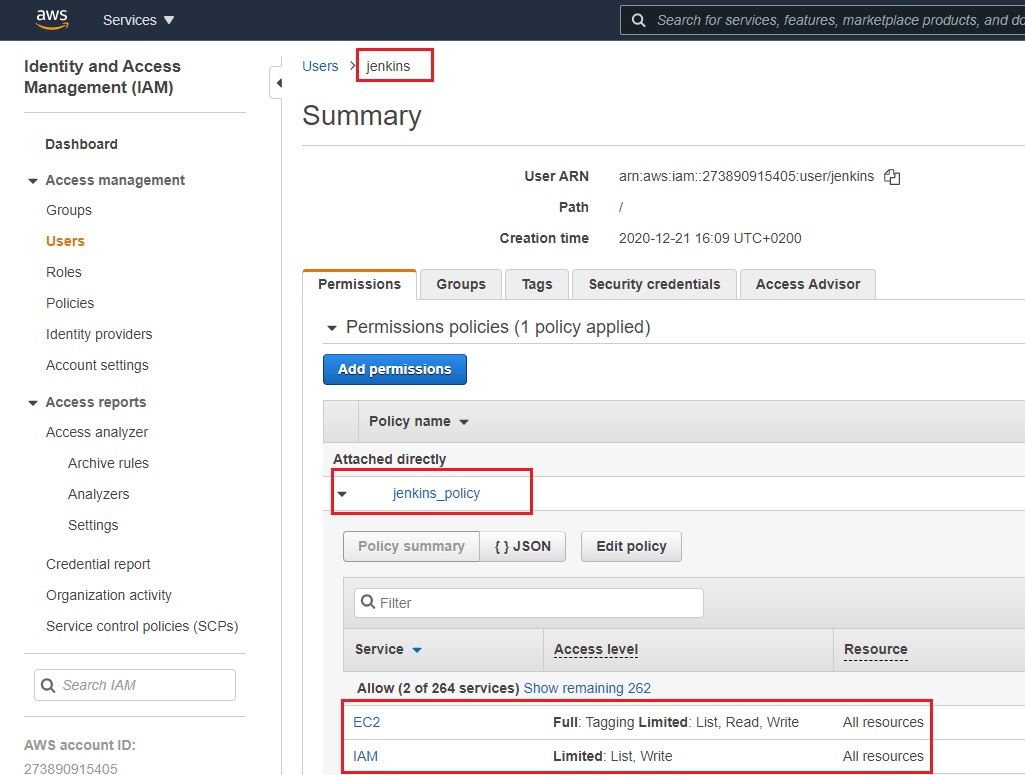 aws
Services
Search for services, features, marketplace products, and do
Identity and Access
Management (IAM)
Dashboard
Access management
Groups
Users
Roles
Policies
Identity providers
Account settings
Access reports
Access analyzer
Archive rules
Analyzers
Settings
Credential report
Organization activity
Service control policies (SCPs)
Search IAM
AWS account ID:
273890915405
Users > jenkins
Summary
User ARN arn:aws:iam::273890915405:user/jenkins
Path /
Creation time 2020-12-21 16:09 UTC+0200
Permissions Groups Tags Security credentials Access Advisor
Permissions policies (1 policy applied)
Add permissions
Policy name
Attached directly
jenkins_policy
Policy summary { } JSON Edit policy
Filter
Service Access level Resource
Allow (2 of 264 services) Show remaining 262
EC2 Full: Tagging Limited: List, Read, Write All resources
IAM Limited: List, Write All resources